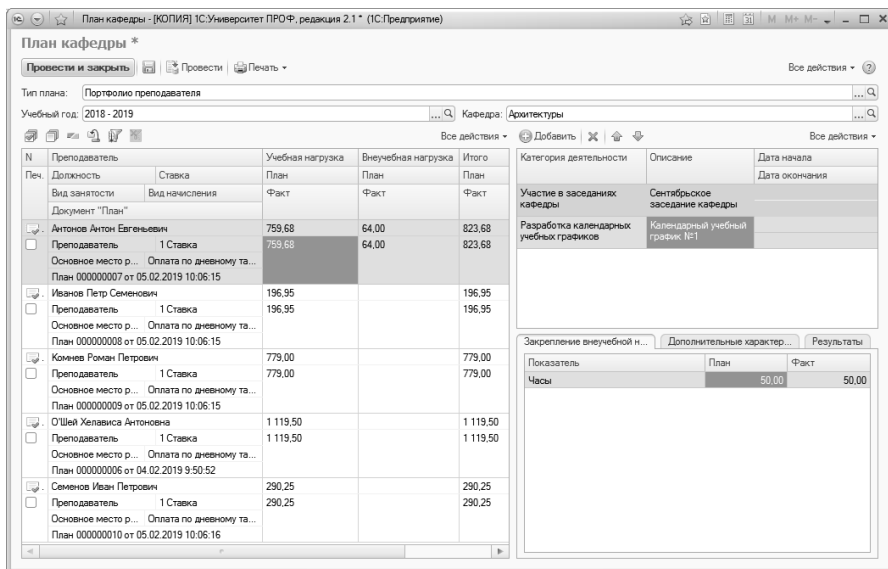 План кафедры - [КОПИЯ] 1С:Университет ПРОФ, редакция 2.1 * (1С:Предприятие)
M M+ M-
План кафедры *
Провести и закрыть Провести Печать Все действия
Тип плана: Портфолио преподавателя
Учебный год: 2018 - 2019 Кафедра: Архитектуры
Все действия
Добавить Все действия
N Преподаватель Учебная нагрузка Внеучебная нагрузка Итого
Печ. Должность Ставка План План План
Вид занятости Вид начисления Факт Факт Факт
Документ "План"
Антонов Антон Евгеньевич 759,68 64,00 823,68
Преподаватель 1 Ставка 759,68 64,00 823,68
Основное место р... Оплата по дневному та...
План 000000007 от 05.02.2019 10:06:15
Иванов Петр Семенович 196,95 196,95
Преподаватель 1 Ставка 196,95 196,95
Основное место р... Оплата по дневному та...
План 000000008 от 05.02.2019 10:06:15
Комнев Роман Петрович 779,00 779,00
Преподаватель 1 Ставка 779,00 779,00
Основное место р... Оплата по дневному та...
План 000000009 от 05.02.2019 10:06:15
О'Шей Хелависа Антоновна 1 119,50 1 119,50
Преподаватель 1 Ставка 1 119,50 1 119,50
Основное место р... Оплата по дневному та...
План 000000006 от 04.02.2019 9:50:52
Семенов Иван Петрович 290,25 290,25
Преподаватель 1 Ставка 290,25 290,25
Основное место р... Оплата по дневному та...
План 000000010 от 05.02.2019 10:06:16
Категория деятельности Описание Дата начала
Дата окончания
Участие в заседаниях Сентябрьское
кафедры заседание кафедры
Разработка календарных Календарный учебный
учебных графиков график №1
Закрепление внеучебной н... Дополнительные характер... Результаты
Показатель План Факт
Часы 50,00 50,00